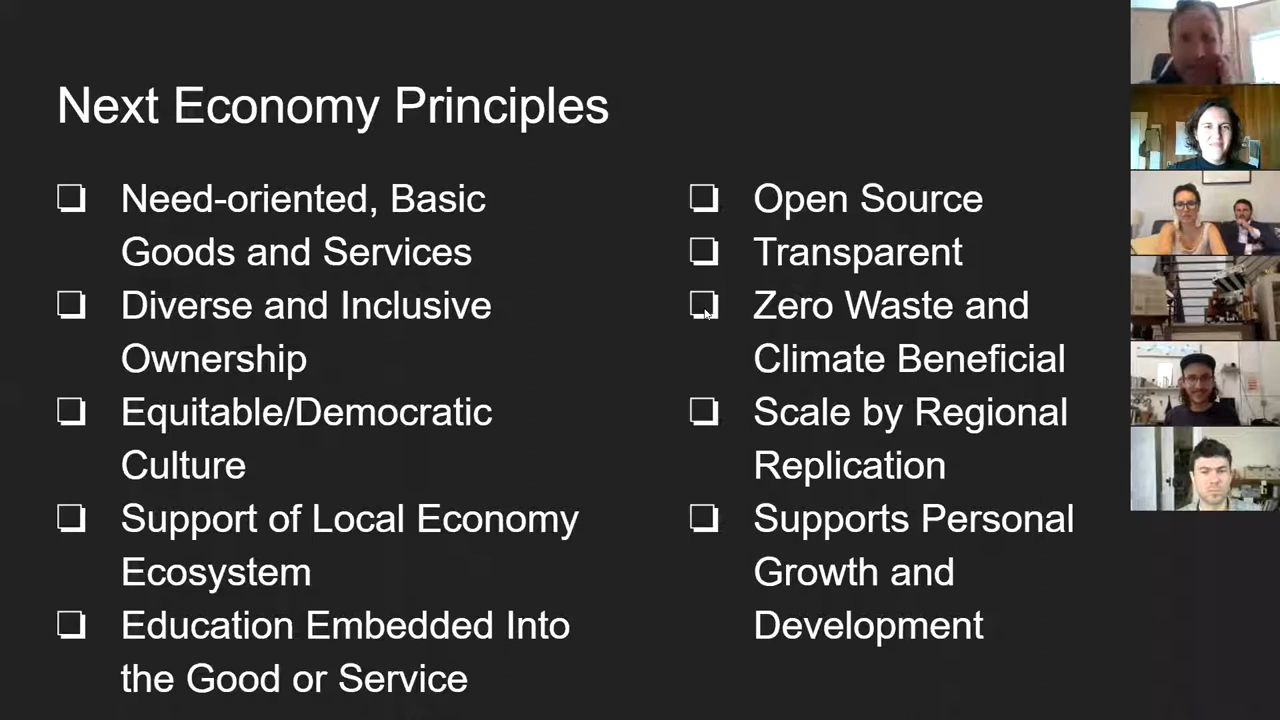 Next Economy Principles
Need-oriented, Basic
Goods and Services
Diverse and Inclusive
Ownership
Equitable/Democratic
Culture
Support of Local Economy
Ecosystem
Education Embedded Into
the Good or Service
Open Source
Transparent
Zero Waste and
Climate Beneficial
Scale by Regional
Replication
Supports Personal
Growth and
Development